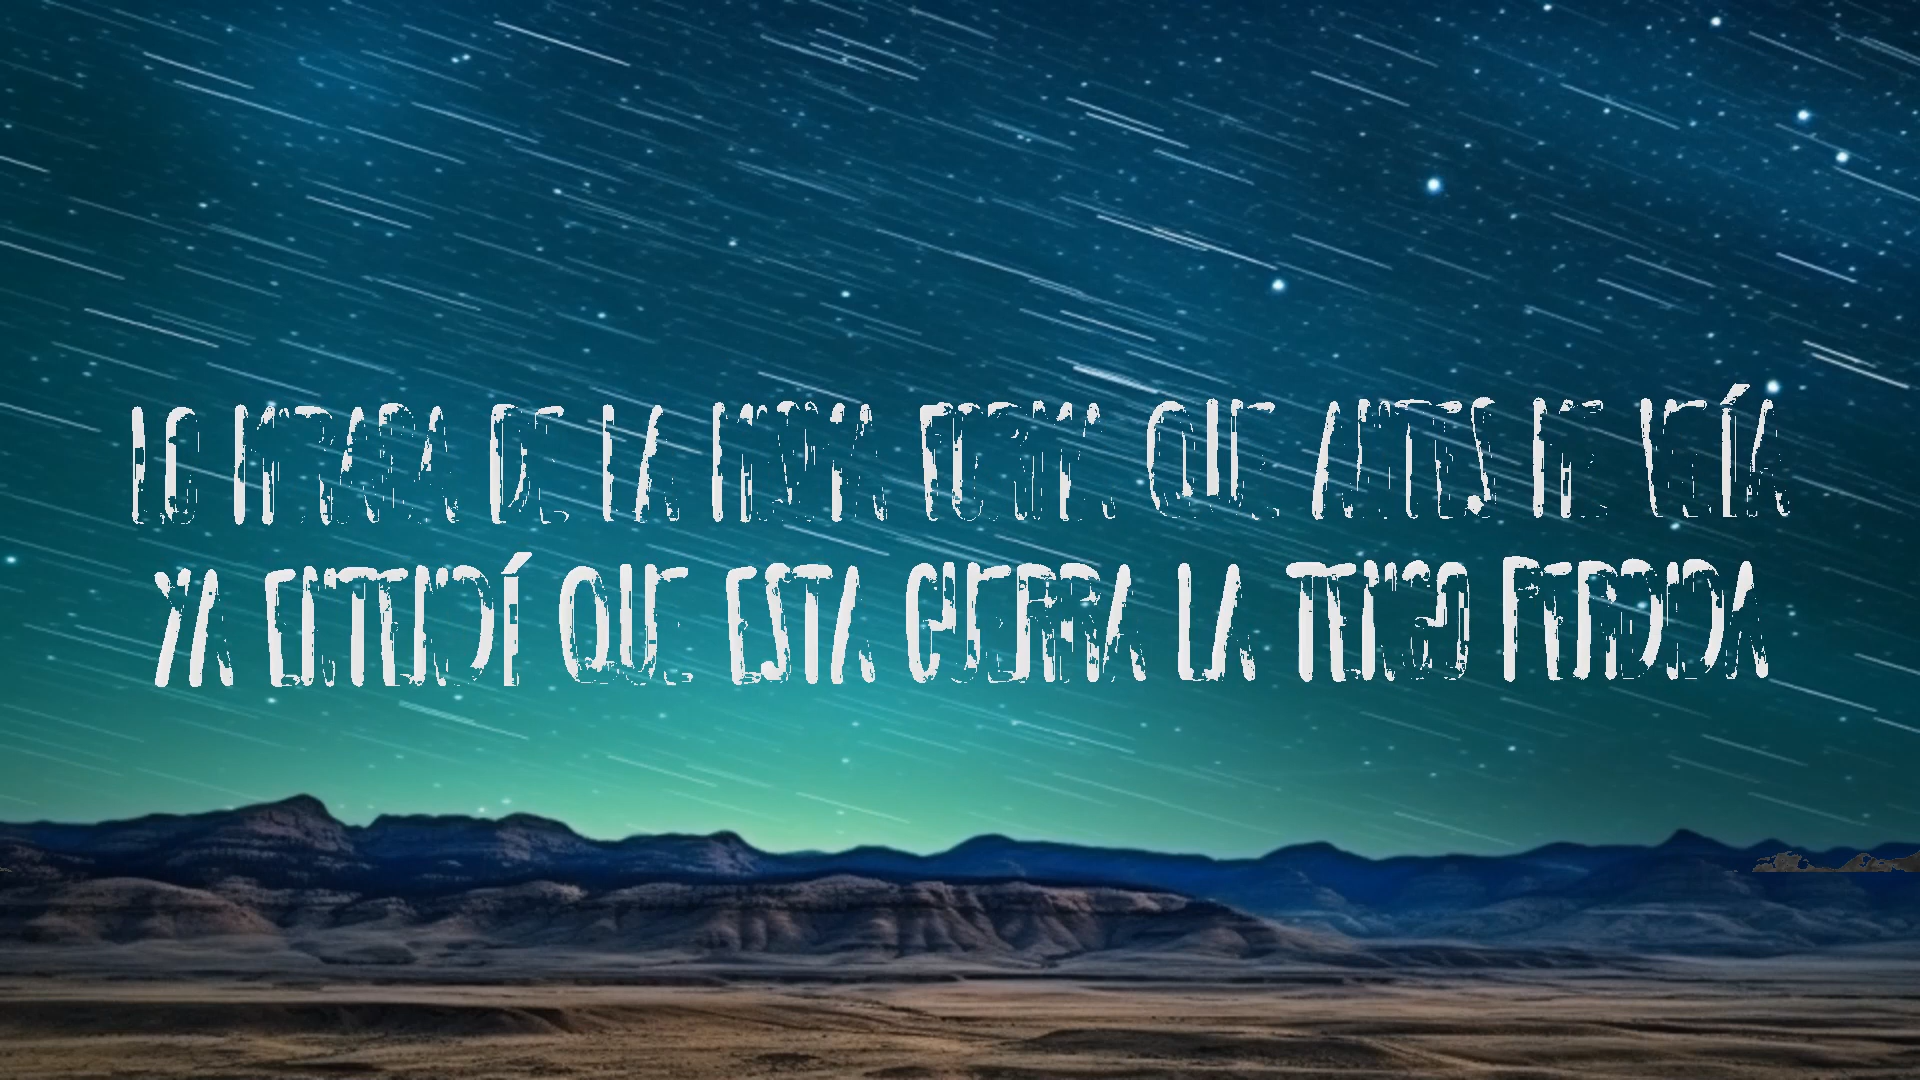 LO MIRABA DE LA MISMA FORMA QUE ANTES ME VEÍA
YA ENTENDÍ QUE ESTA GUERRA LA TENGO PERDIDA